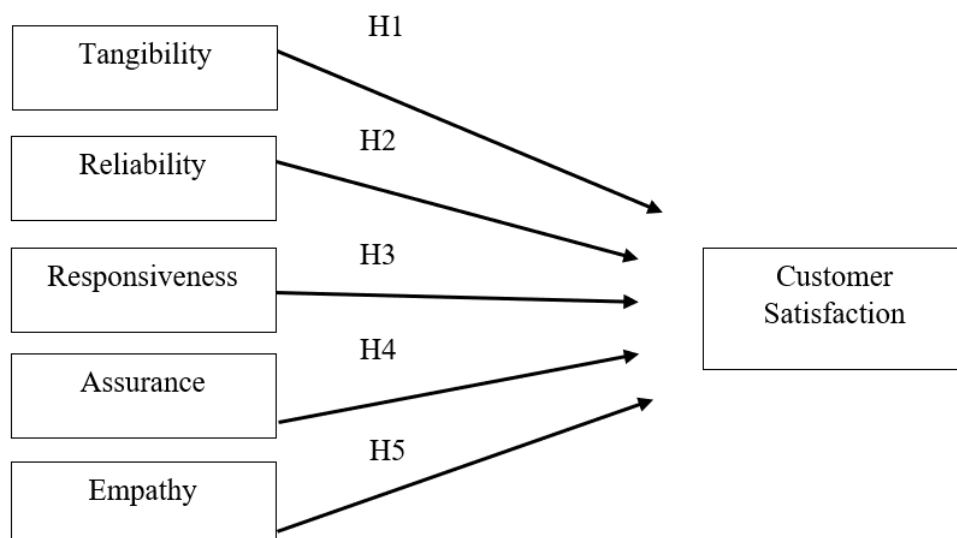 H1
Tangibility
H2
Reliability
H3
Responsiveness
Customer
Satisfaction
H4
Assurance
H5
Empathy